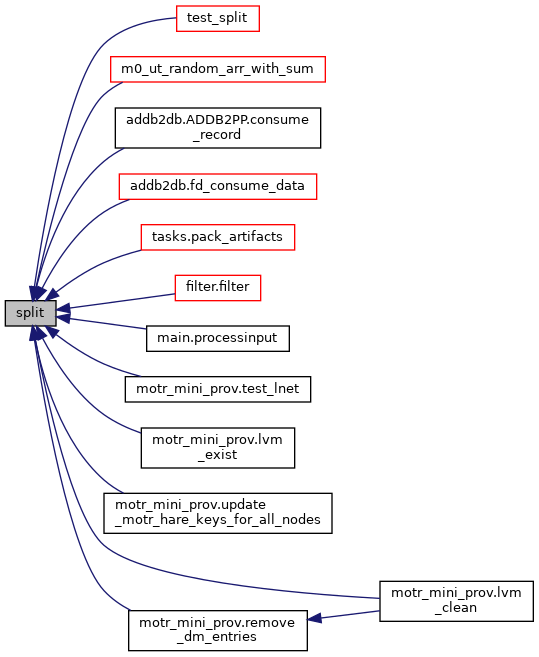 test_split
m0_ut_random_arr_with_sum
addb2db.ADDB2PP.consume
_record
addb2db.fd_consume_data
tasks.pack_artifacts
filter.filter
split
main.processinput
motr_mini_prov.test_lnet
motr_mini_prov.lvm
_exist
motr_mini_prov.update
_motr_hare_keys_for_all_nodes
motr_mini_prov.lvm
_clean
motr_mini_prov.remove
_dm_entries